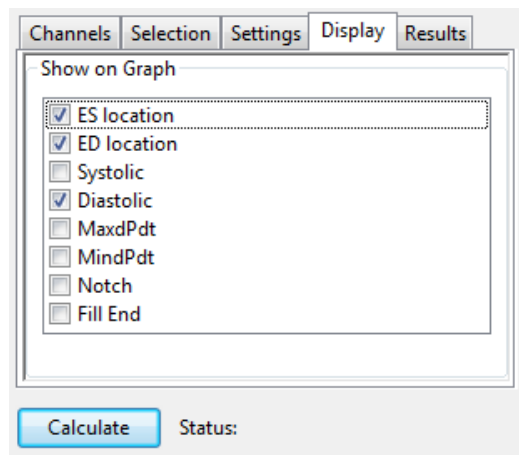 Channels Selection Settings Display Results
Show on Graph
ES location
ED location
Systolic
Diastolic
MaxdPdt
MindPdt
Notch
Fill End
Calculate Status: